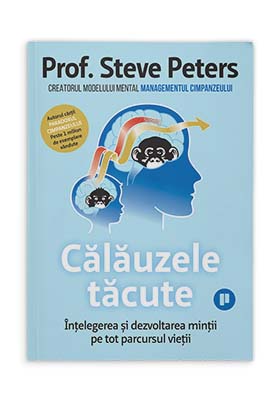 Prof. Steve Peters
CREATORUL MODELULUI MENTAL MANAGEMENTUL CIMPANZEULUI
Autorul cărții
PARADOXUL
CIMPANZEULUI
Peste 1 milion
de exemplare
vândute
Călăuzele
tăcute
Înțelegerea și dezvoltarea minții
pe tot parcursul vieții